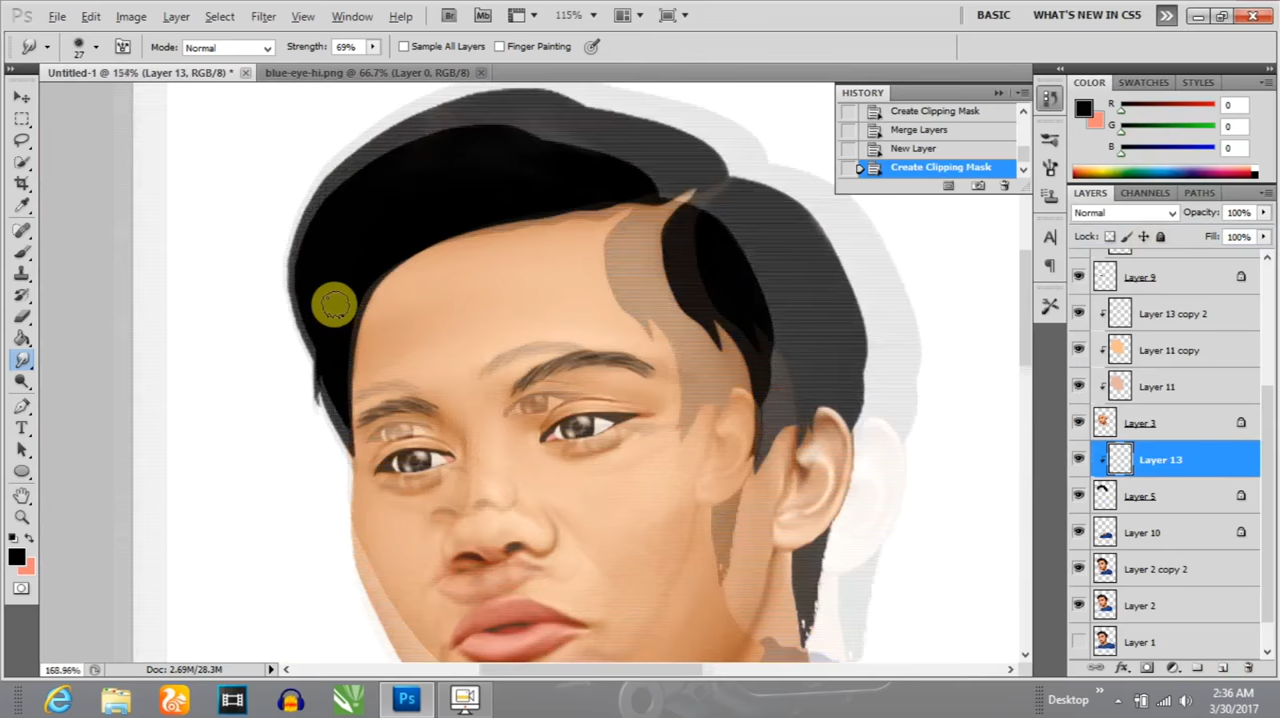 Ps File Edit Image Layer Select Filter View Window Help Br Mb 115% BASIC WHAT'S NEW IN CS5
27 Mode: Normal Strength: 69% Sample All Layers Finger Painting
Untitled-1 @ 154% (Layer 13, RGB/8) * blue-eye-hi.png @ 66.7% (Layer 0, RGB/8)
HISTORY
Create Clipping Mask
Merge Layers
New Layer
Create Clipping Mask
COLOR SWATCHES STYLES
R 0
G 0
B 0
LAYERS CHANNELS PATHS
Normal Opacity: 100%
Lock: Fill: 100%
Layer 9
Layer 13 copy 2
Layer 11 copy
Layer 11
Layer 3
Layer 13
Layer 5
Layer 10
Layer 2 copy 2
Layer 2
Layer 1
168.96% Doc: 2.69M/28.3M
Desktop
2:36 AM
3/30/2017